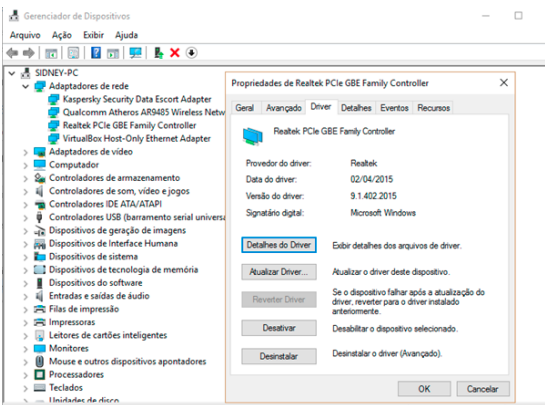 Gerenciador de Dispositivos
Arquivo Ação Exibir Ajuda
SIDNEY-PC
Adaptadores de rede
Kaspersky Security Data Escort Adapter
Qualcomm Atheros AR9485 Wireless Netw
Realtek PCIe GBE Family Controller
VirtualBox Host-Only Ethernet Adapter
Adaptadores de vídeo
Computador
Controladores de armazenamento
Controladores de som, vídeo e jogos
Controladores IDE ATA/ATAPI
Controladores USB (barramento serial universa
Dispositivos de geração de imagens
Dispositivos de Interface Humana
Dispositivos de sistema
Dispositivos de tecnologia de memória
Dispositivos do software
Entradas e saídas de áudio
Filas de impressão
Impressoras
Leitores de cartões inteligentes
Monitores
Mouse e outros dispositivos apontadores
Processadores
Teclados
Unidades de disco
Propriedades de Realtek PCIe GBE Family Controller
Geral Avançado Driver Detalhes Eventos Recursos
Realtek PCIe GBE Family Controller
Provedor do driver: Realtek
Data do driver: 02/04/2015
Versão do driver: 9.1.402.2015
Signatário digital: Microsoft Windows
Detalhes do Driver Exibir detalhes dos arquivos de driver.
Atualizar Driver... Atualizar o driver deste dispositivo.
Reverter Driver Se o dispositivo falhar após a atualização do
driver, reverter para o driver instalado
anteriormente.
Desativar Desabilitar o dispositivo selecionado.
Desinstalar Desinstalar o driver (Avançado).
OK Cancelar